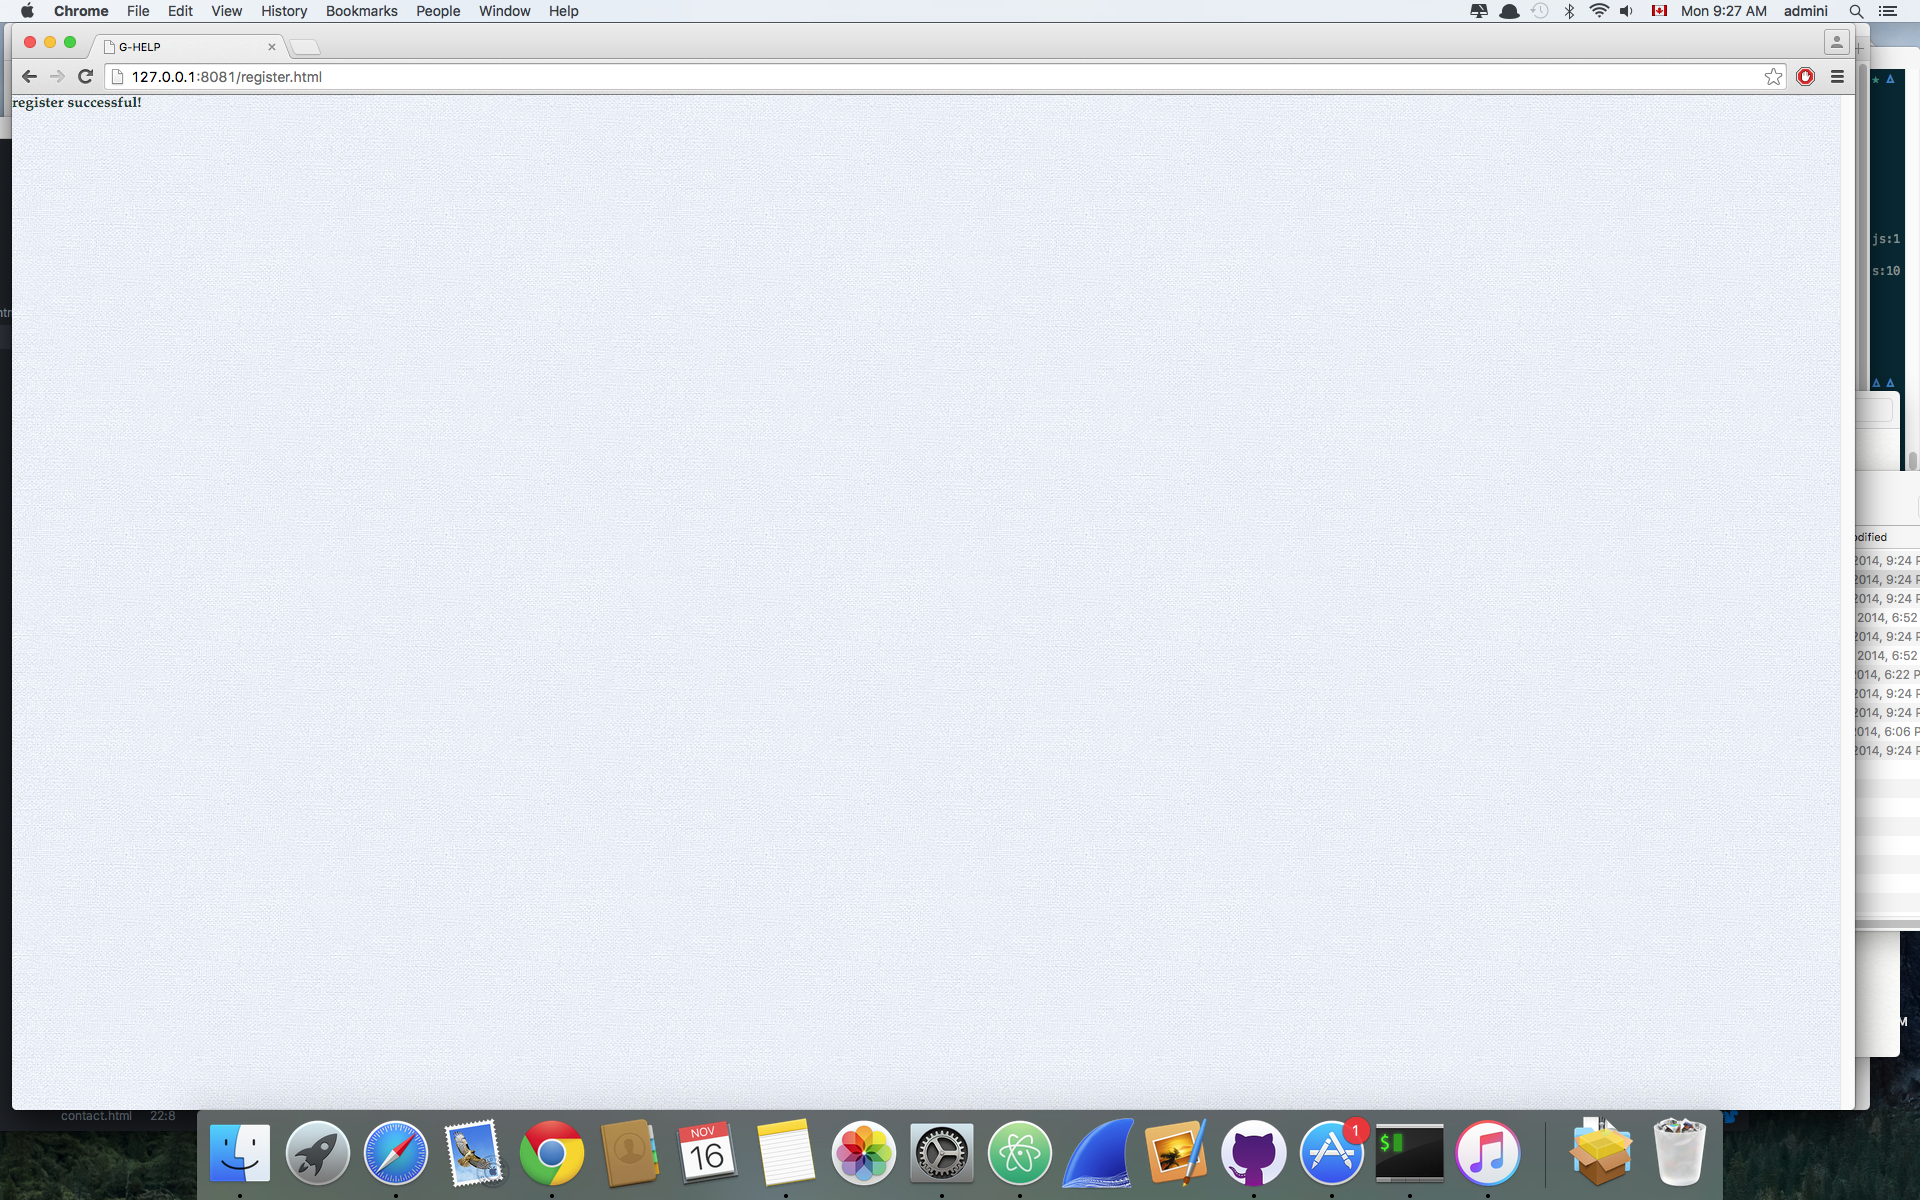 Chrome File Edit View History Bookmarks People Window Help Mon 9:27 AM admini
G-HELP
127.0.0.1:8081/register.html
register successful!
js:1
s:10
2014, 9:24
2014, 9:24
2014, 9:24
2014, 6:52
2014, 9:24
2014, 6:52
2014, 6:22
2014, 9:24
2014, 9:24
2014, 6:06
2014, 9:24
contact.html 22:8
NOV
16
1
$